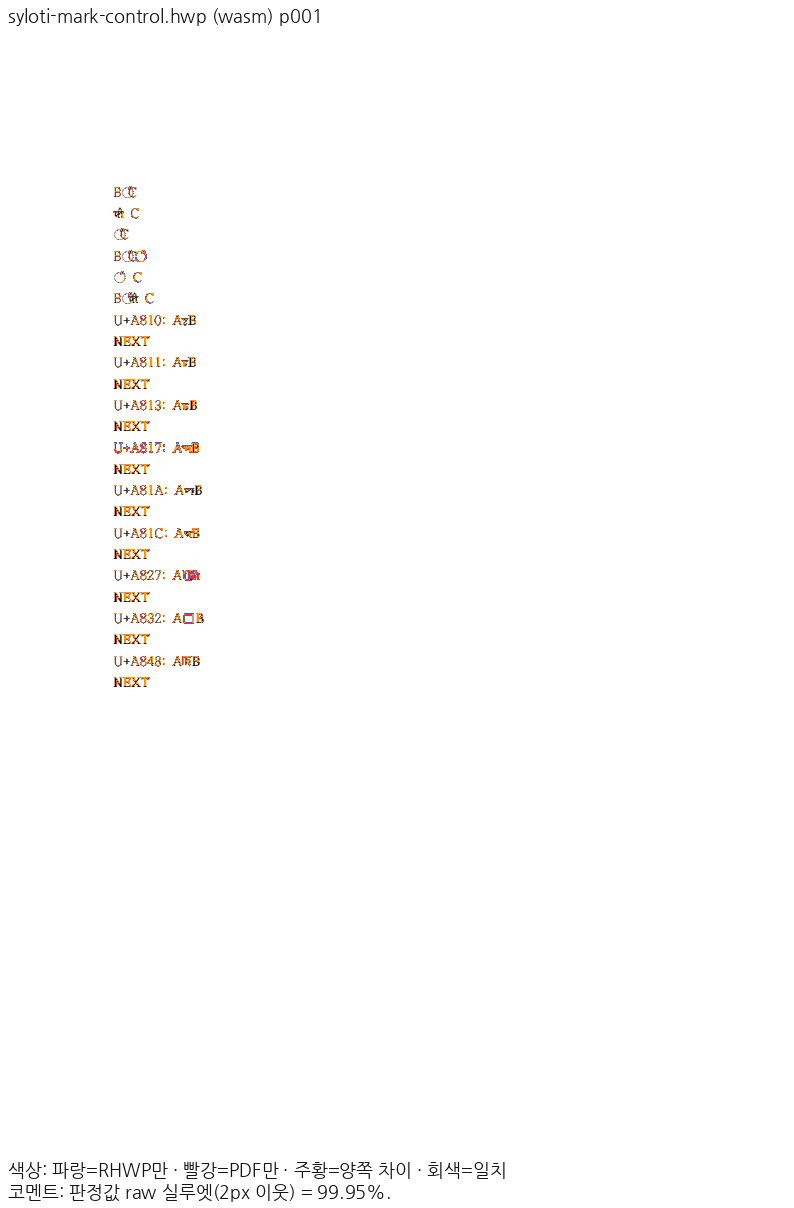 syloti-mark-control.hwp (wasm) p001
C
C
U+A810: A B
NEXT
U+A811: A B
NEXT
U+A813: A B
NEXT
U+A817: A B
NEXT
U+A81A: A B
NEXT
U+A81C: A B
NEXT
U+A827: A
NEXT
U+A832: A□B
NEXT
U+A848: A B
NEXT
색상: 파랑=RHWP만 · 빨강=PDF만 · 주황=양쪽 차이 · 회색=일치
코멘트: 판정값 raw 실루엣(2px 이웃) = 99.95%.